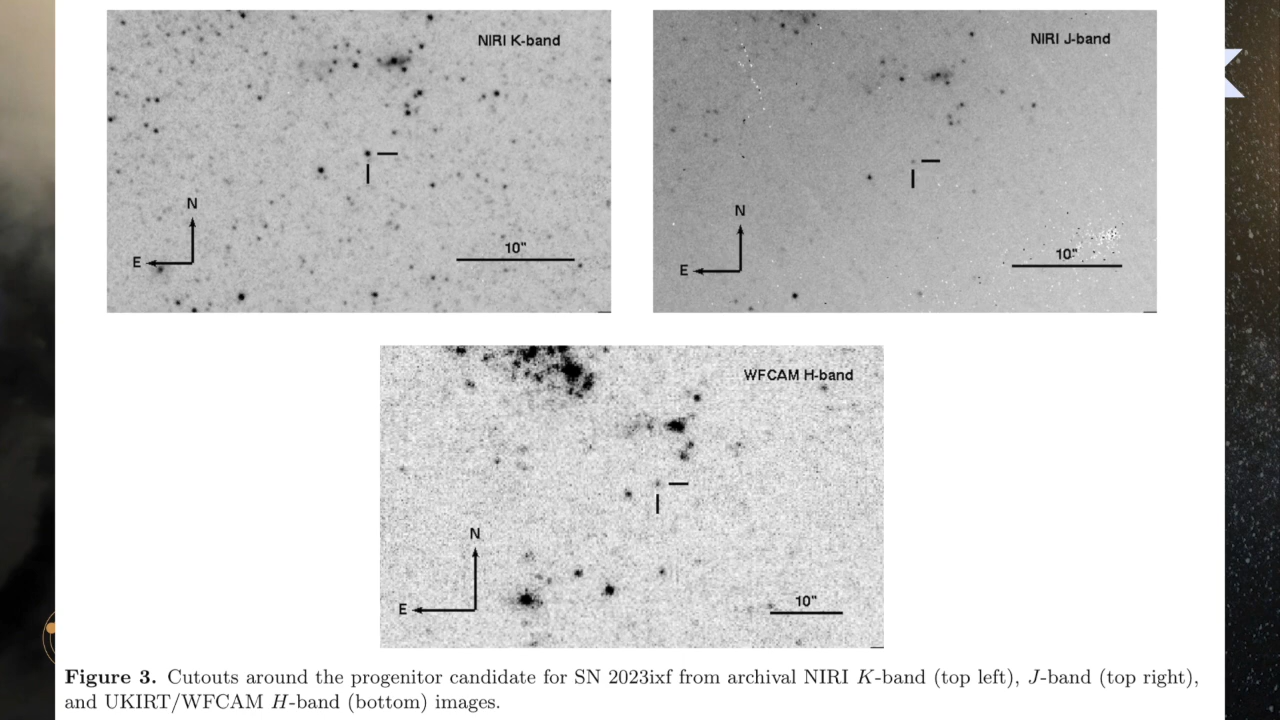 NIRI K-band
NIRI J-band
N
E
10"
N
E
10"
WFCAM H-band
N
E
10"
Figure 3. Cutouts around the progenitor candidate for SN 2023ixf from archival NIRI K-band (top left), J-band (top right),
and UKIRT/WFCAM H-band (bottom) images.